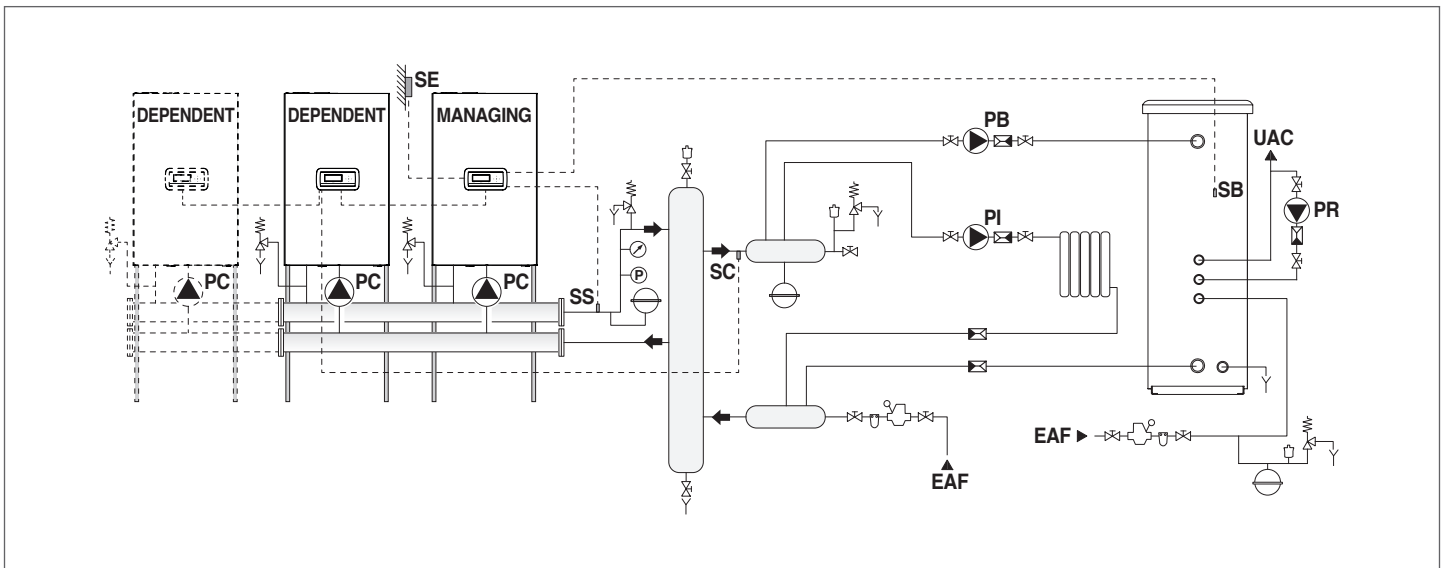 SE
DEPENDENT
DEPENDENT
MANAGING
PB
UAC
SB
PR
PI
SC
PC
PC
PC
SS
P
EAF
EAF